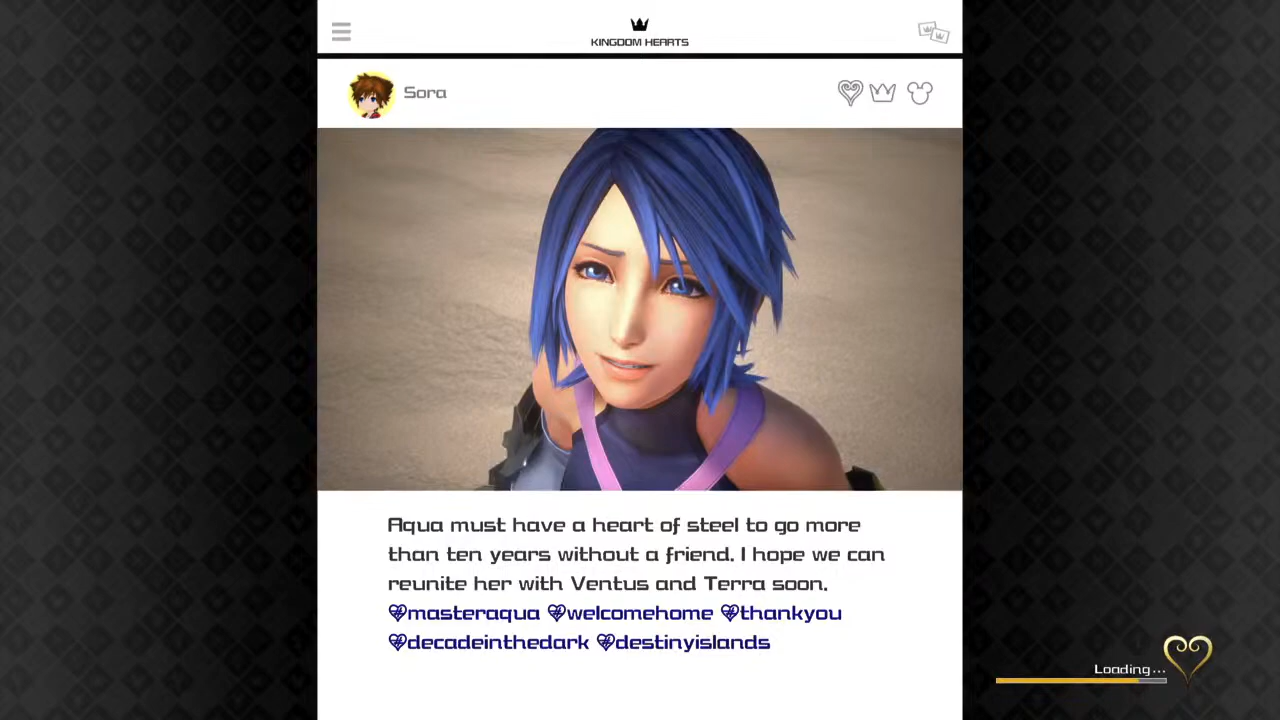 KINGDOM HEARTS
Sora
Aqua must have a heart of steel to go more
than ten years without a friend. I hope we can
reunite her with Ventus and Terra soon.
#masteraqua #welcomehome #thankyou
#decadeinthedark #destinyislands
Loading...